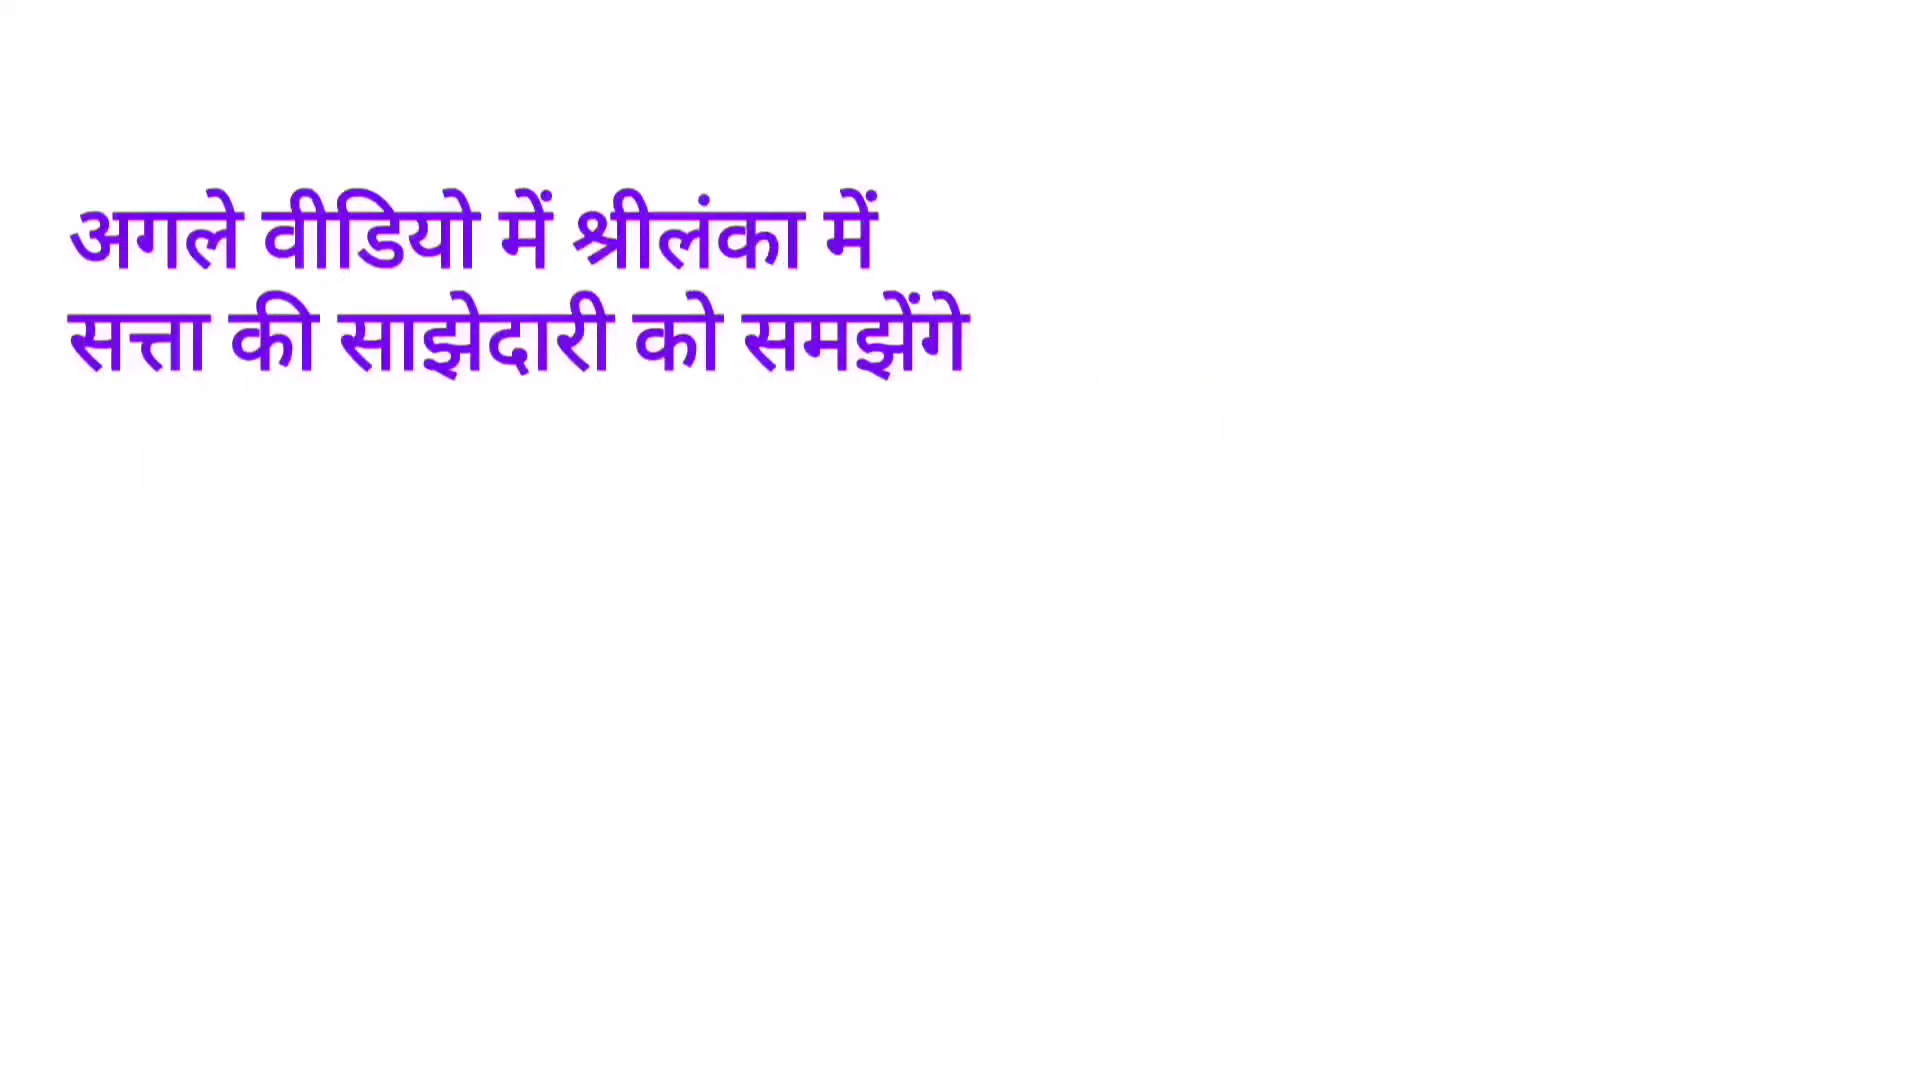 अगले वीडियो में श्रीलंका में
सत्ता की साझेदारी को समझेंगे